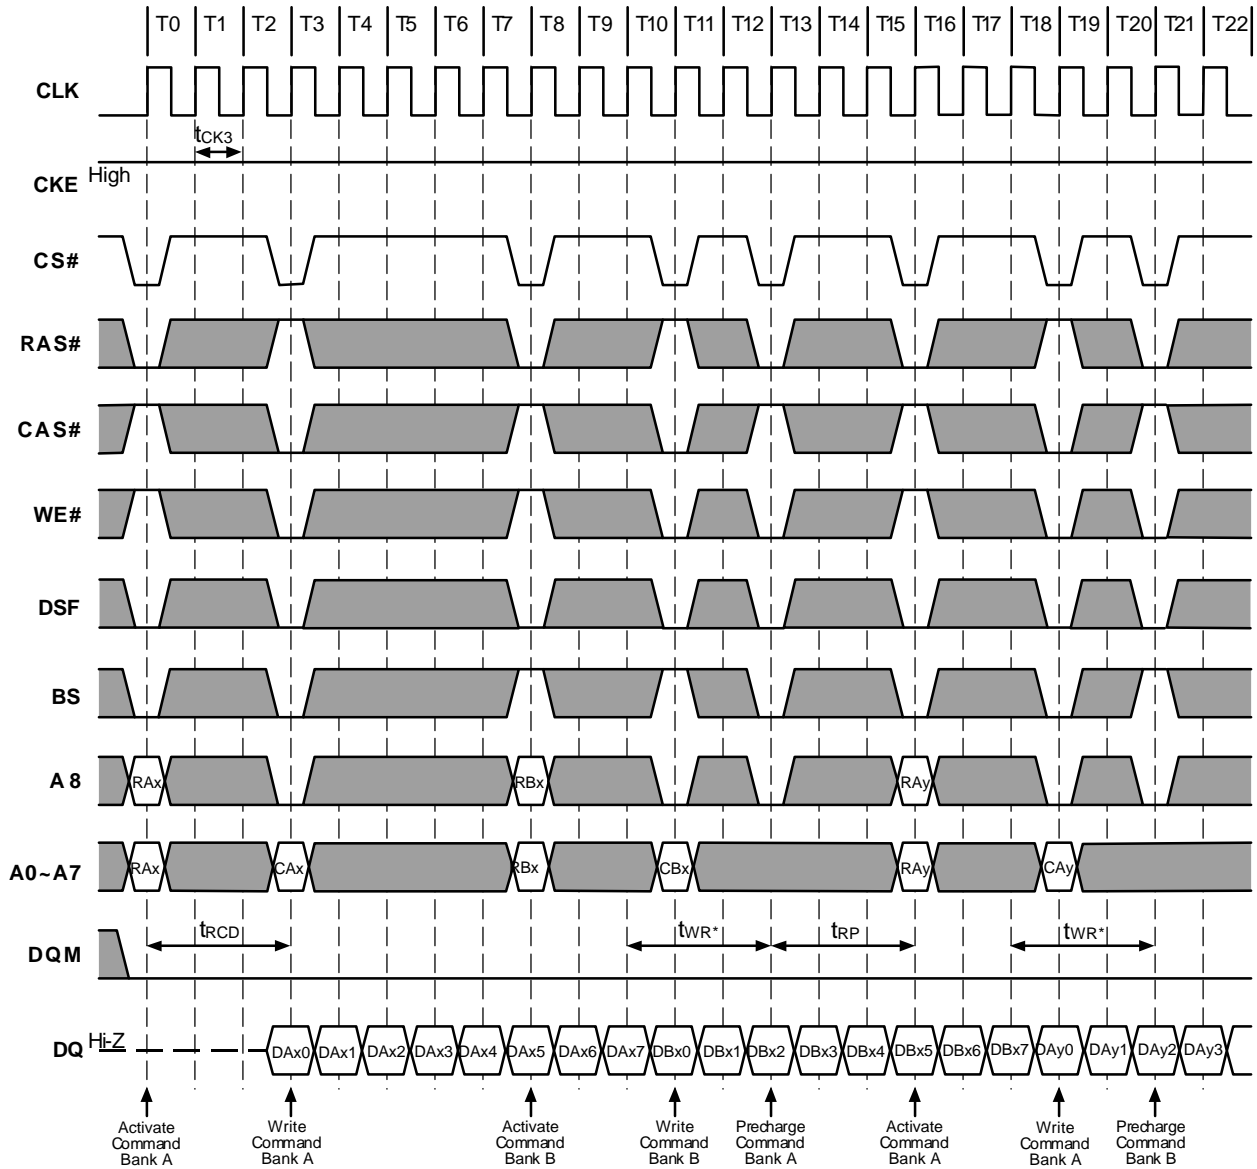 T0 T1 T2 T3 T4 T5 T6 T7 T8 T9 T10 T11 T12 T13 T14 T15 T16 T17 T18 T19 T20 T21 T22
CLK
tCK3
High
CKE
CS#
RAS#
CAS#
WE#
DSF
BS
A8 RAx RBx RAy
A0~A7 RAx CAx RBx CBx RAy CAy
tRCD tWR* tRP tWR*
DQM
Hi-Z
DQ DAx0 DAx1 DAx2 DAx3 DAx4 DAx5 DAx6 DAx7 DBx0 DBx1 DBx2 DBx3 DBx4 DBx5 DBx6 DBx7 DAy0 DAy1 DAy2 DAy3
Activate
Command
Bank A
Write
Command
Bank A
Activate
Command
Bank B
Write
Command
Bank B
Precharge
Command
Bank A
Activate
Command
Bank A
Write
Command
Bank A
Precharge
Command
Bank B